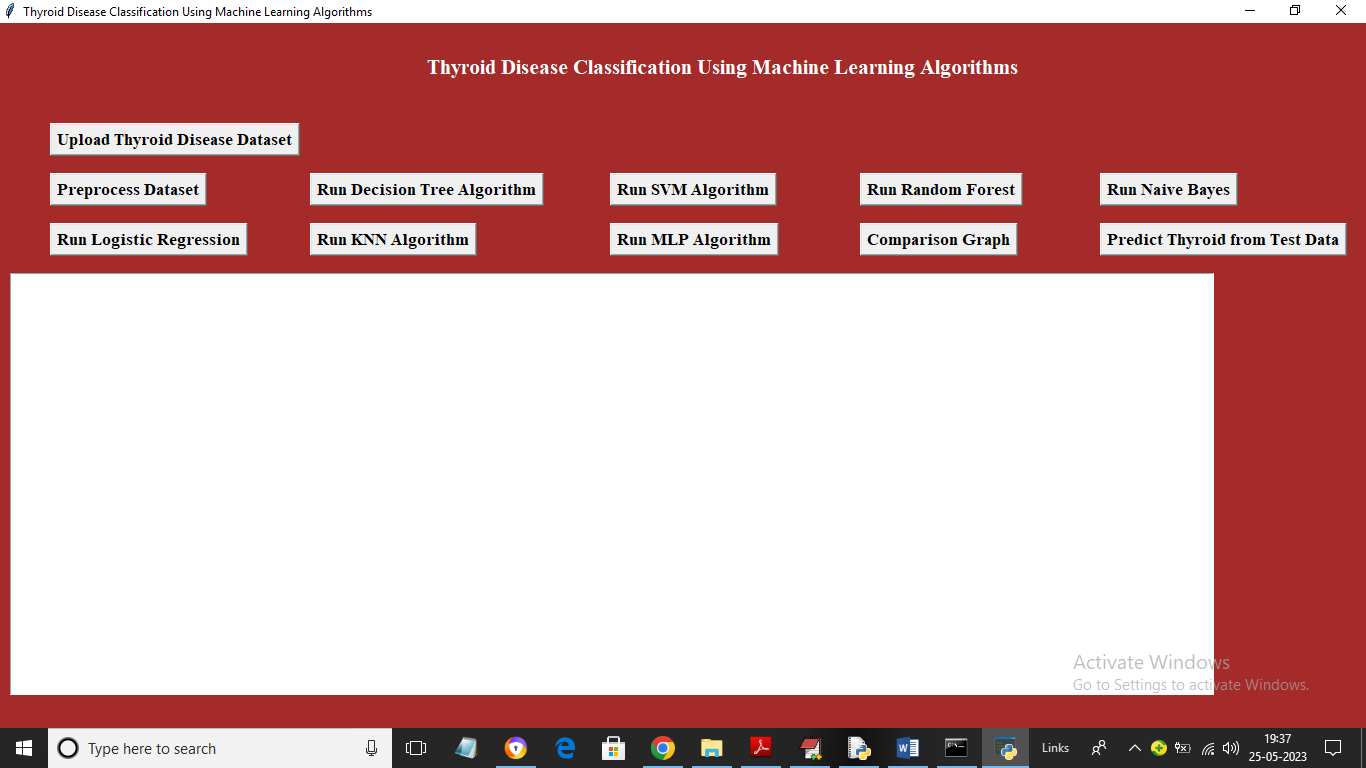 Thyroid Disease Classification Using Machine Learning Algorithms
Thyroid Disease Classification Using Machine Learning Algorithms
Upload Thyroid Disease Dataset
Preprocess Dataset Run Decision Tree Algorithm Run SVM Algorithm Run Random Forest Run Naive Bayes
Run Logistic Regression Run KNN Algorithm Run MLP Algorithm Comparison Graph Predict Thyroid from Test Data
Activate Windows
Go to Settings to activate Windows.
Type here to search Links 19:37
25-05-2023